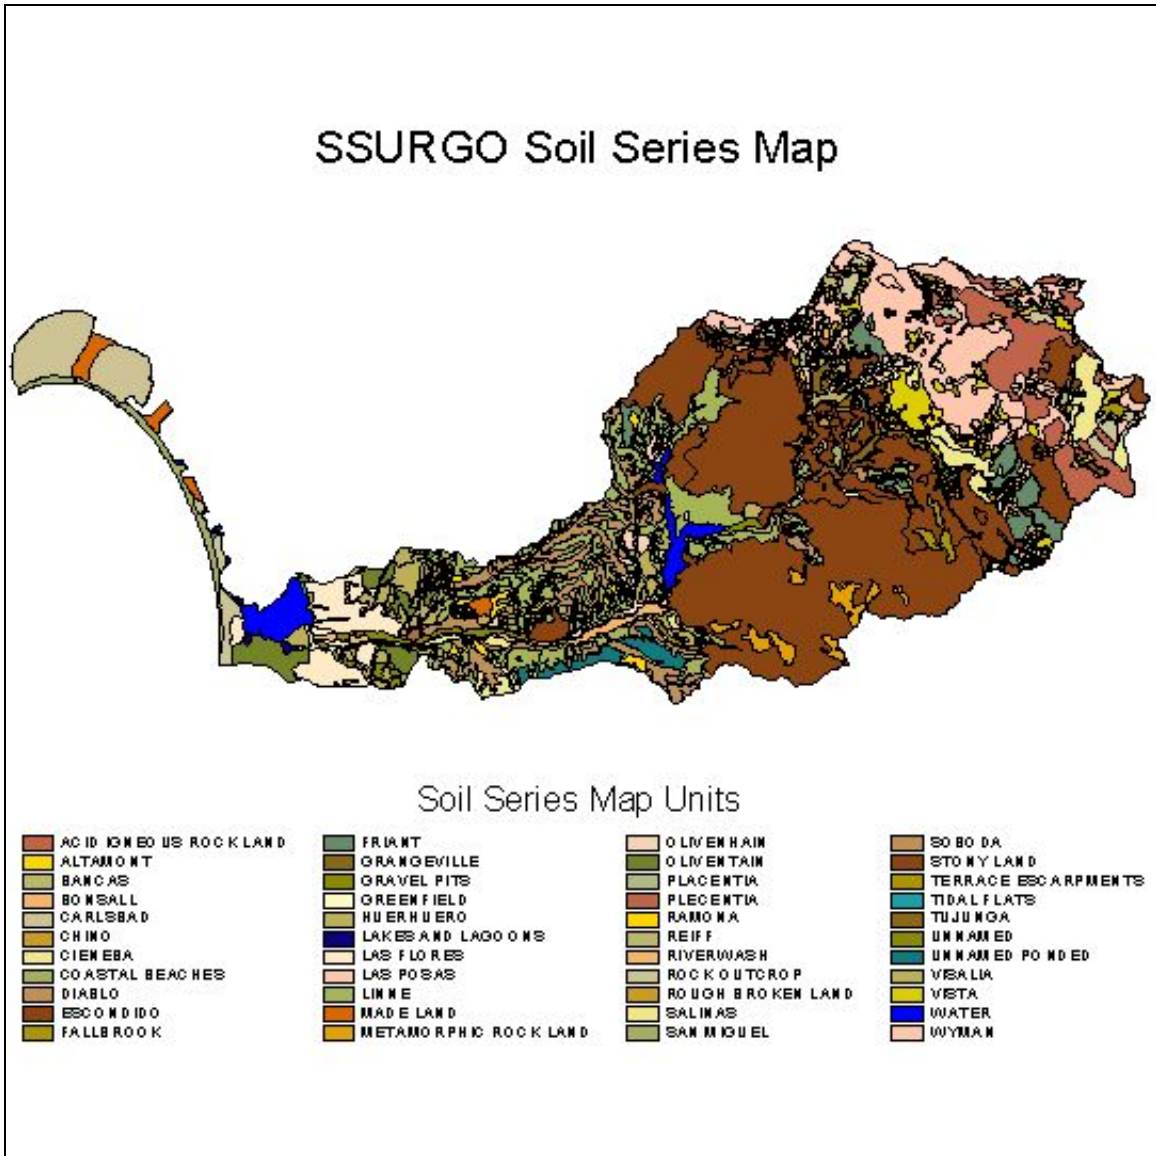 SSURGO Soil Series Map
Soil Series Map Units
ACID IGNEOUS ROCK LAND
ALTAMONT
BANCAS
BONSALL
CARLSBAD
CHINO
CIENEBA
COASTAL BEACHES
DIABLO
ESCONDIDO
FALLBROOK
FRIANT
GRANGEVILLE
GRAVEL PITS
GREENFIELD
HUERHUERO
LAKES AND LAGOONS
LAS FLORES
LAS POSAS
LINNE
MADE LAND
METAMORPHIC ROCK LAND
OLIVENHAIN
OLIVENTAIN
PLACENTIA
PLECENTIA
RAMONA
REIFF
RIVERWASH
ROCK OUTCROP
ROUGH BROKEN LAND
SALINAS
SAN MIGUEL
SOBODA
STONY LAND
TERRACE ESCARPMENTS
TIDAL FLATS
TUJUNGA
UNNAMED
UNNAMED PONDED
VISALIA
VISTA
WATER
WYMAN